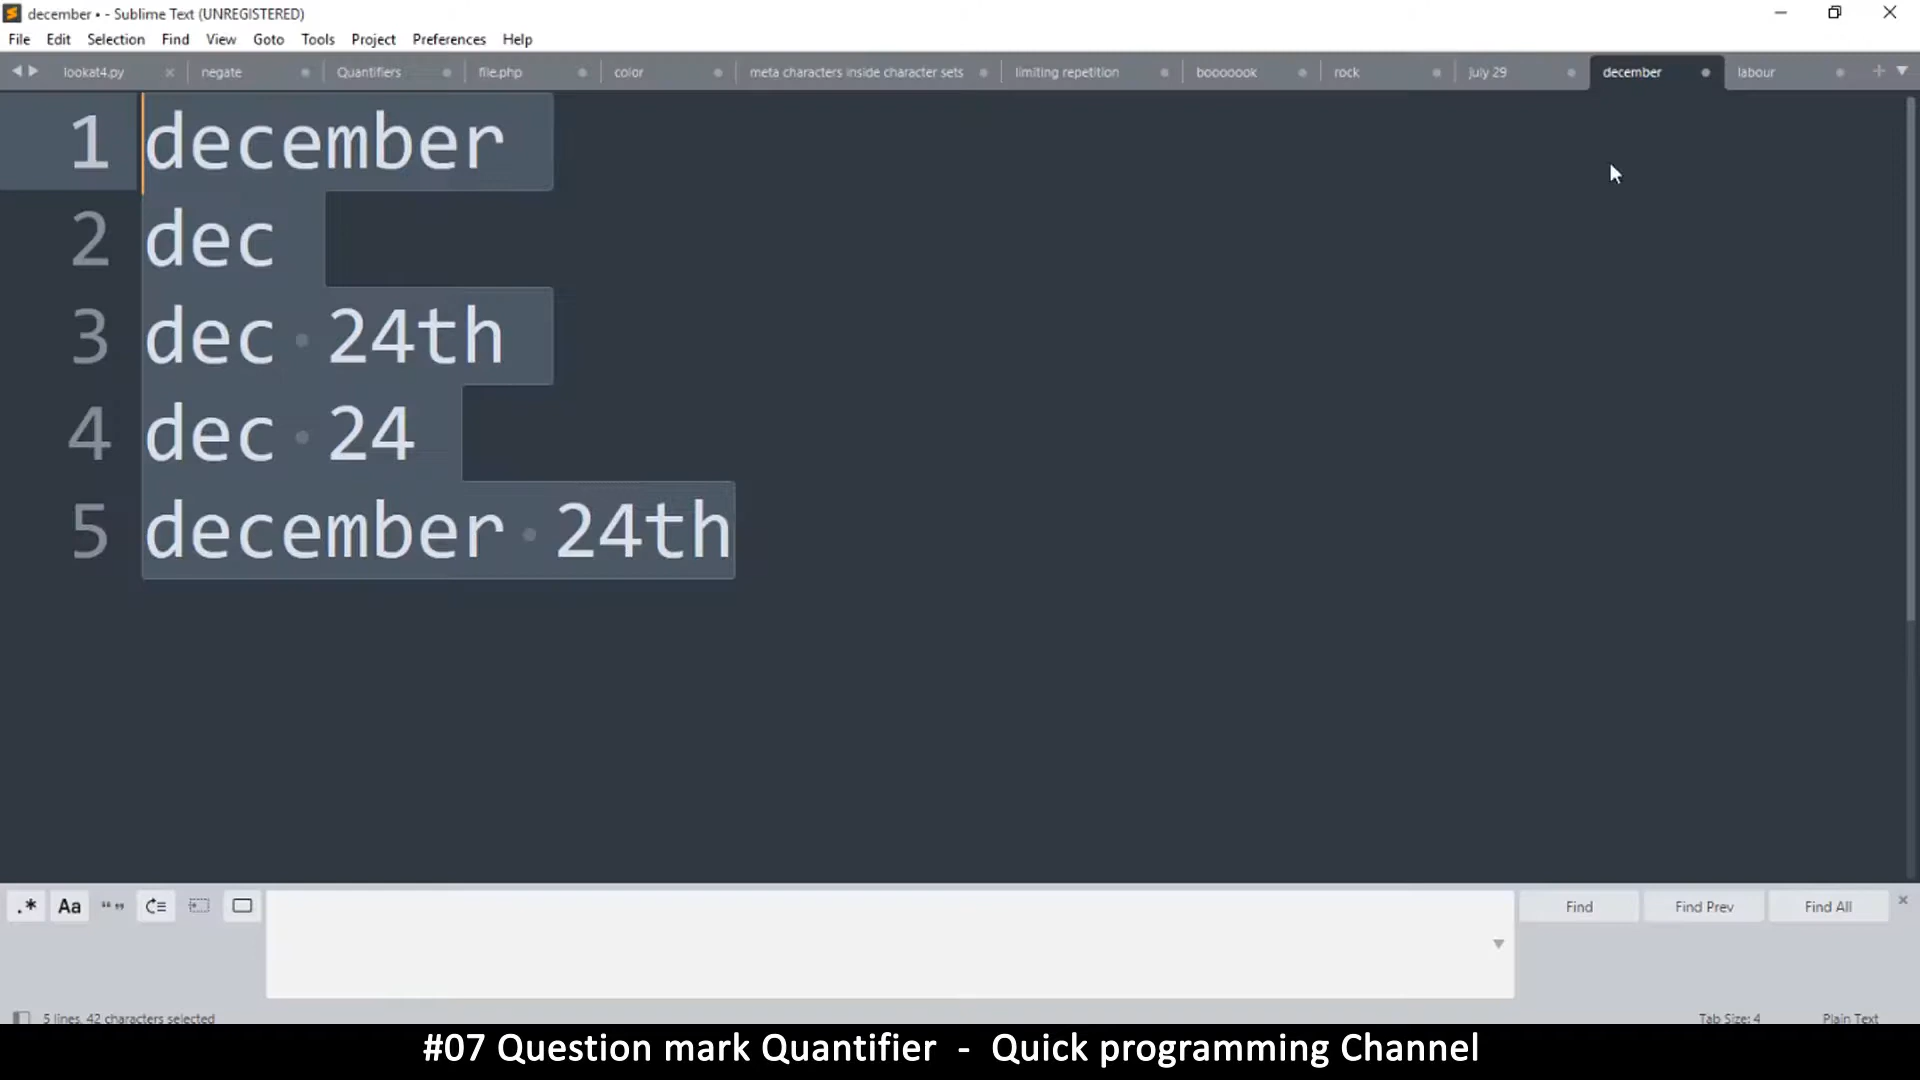 december • - Sublime Text (UNREGISTERED)
File Edit Selection Find View Goto Tools Project Preferences Help
lookat4.py negate Quantifiers file.php color meta characters inside character sets limiting repetition booooook rock july 29 december labour
1 december
2 dec
3 dec 24th
4 dec 24
5 december 24th
.* Aa “ ” Find Find Prev Find All
5 lines, 42 characters selected Tab Size: 4 Plain Text
#07 Question mark Quantifier - Quick programming Channel